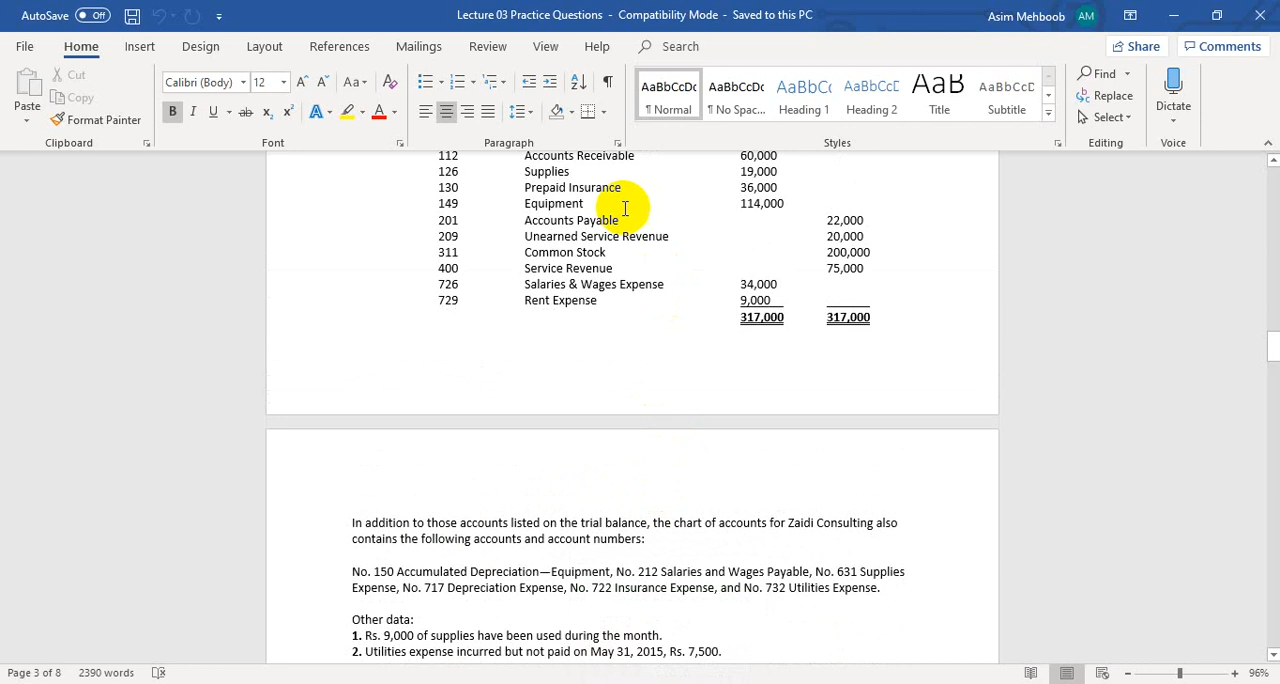 AutoSave Off Lecture 03 Practice Questions - Compatibility Mode - Saved to this PC Asim Mehboob AM
File Home Insert Design Layout References Mailings Review View Help Search Share Comments
Paste Cut Copy Format Painter
Calibri (Body) 12
AaBbCcDc AaBbCcDc AaBbCc AaBbCcD AaB AaBbCcD
¶ Normal ¶ No Spac... Heading 1 Heading 2 Title Subtitle
Find Replace Select Dictate
Clipboard Font Paragraph Styles Editing Voice
112 Accounts Receivable 60,000
126 Supplies 19,000
130 Prepaid Insurance 36,000
149 Equipment 114,000
201 Accounts Payable 22,000
209 Unearned Service Revenue 20,000
311 Common Stock 200,000
400 Service Revenue 75,000
726 Salaries & Wages Expense 34,000
729 Rent Expense 9,000
317,000 317,000
In addition to those accounts listed on the trial balance, the chart of accounts for Zaidi Consulting also
contains the following accounts and account numbers:
No. 150 Accumulated Depreciation—Equipment, No. 212 Salaries and Wages Payable, No. 631 Supplies
Expense, No. 717 Depreciation Expense, No. 722 Insurance Expense, and No. 732 Utilities Expense.
Other data:
1. Rs. 9,000 of supplies have been used during the month.
2. Utilities expense incurred but not paid on May 31, 2015, Rs. 7,500.
Page 3 of 8 2390 words 96%